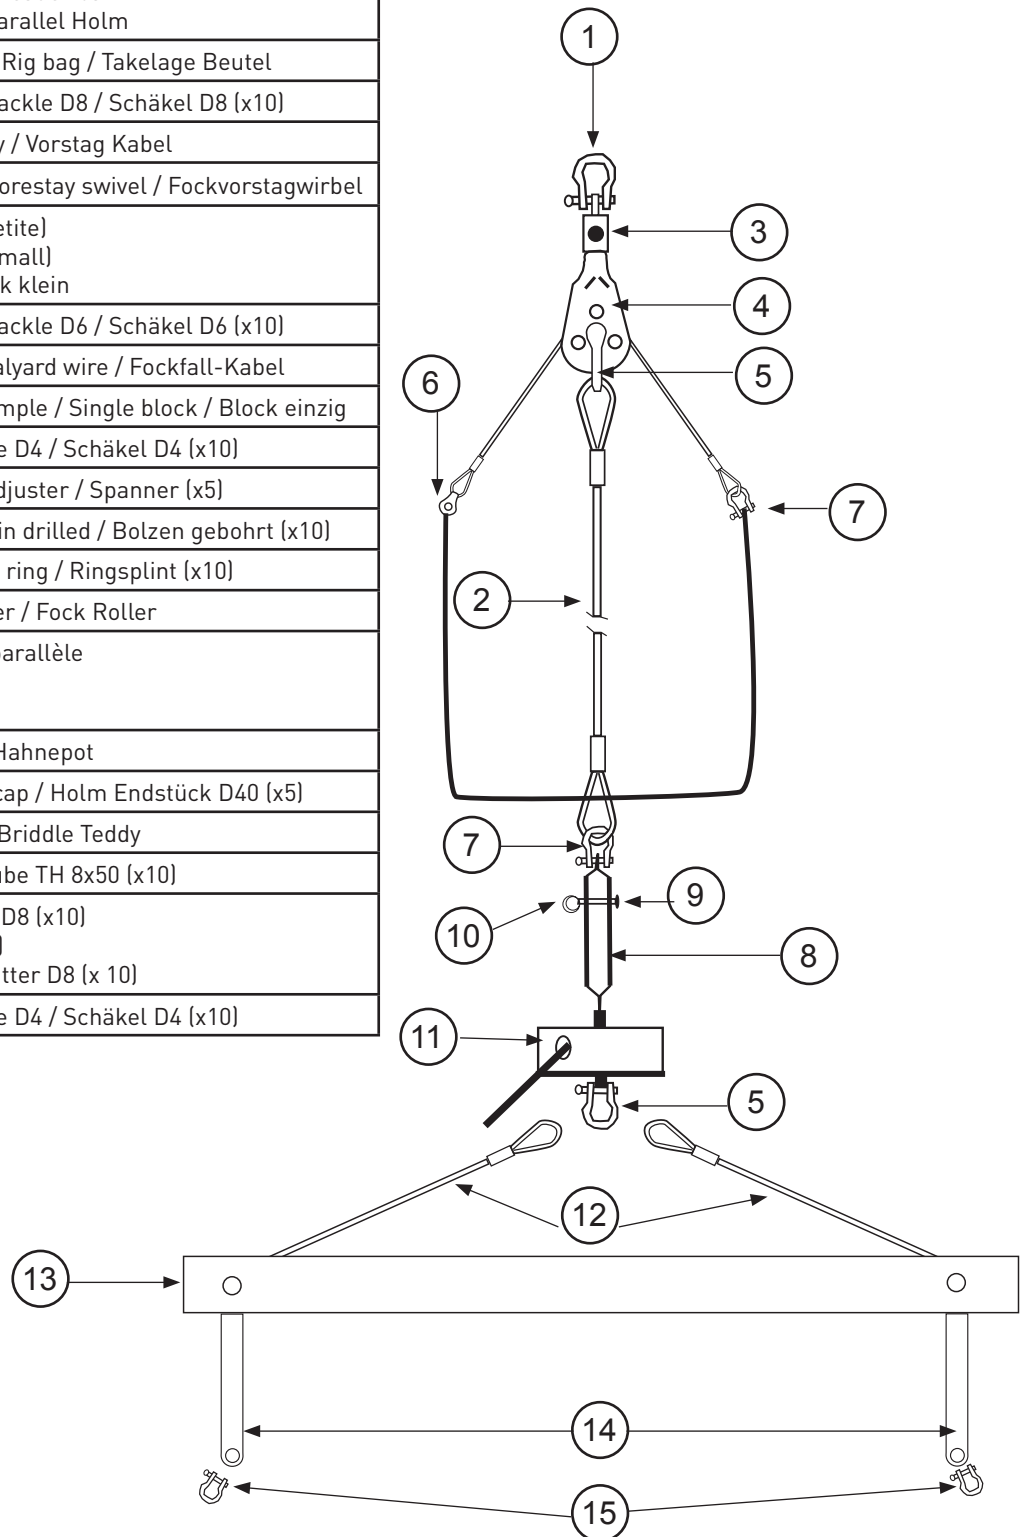 arallel Holm
Rig bag / Takelage Beutel
ackle D8 / Schäkel D8 (x10)
y / Vorstag Kabel
orestay swivel / Fockvorstagwirbel
etite)
mall)
k klein
ackle D6 / Schäkel D6 (x10)
alyard wire / Fockfall-Kabel
mple / Single block / Block einzig
e D4 / Schäkel D4 (x10)
djuster / Spanner (x5)
in drilled / Bolzen gebohrt (x10)
ring / Ringsplint (x10)
er / Fock Roller
parallèle
Hahnepot
cap / Holm Endstück D40 (x5)
Briddle Teddy
ube TH 8x50 (x10)
D8 (x10)
)
tter D8 (x 10)
e D4 / Schäkel D4 (x10)
1
3
4
5
6
7
2
7
9
10
8
11
5
12
13
14
15